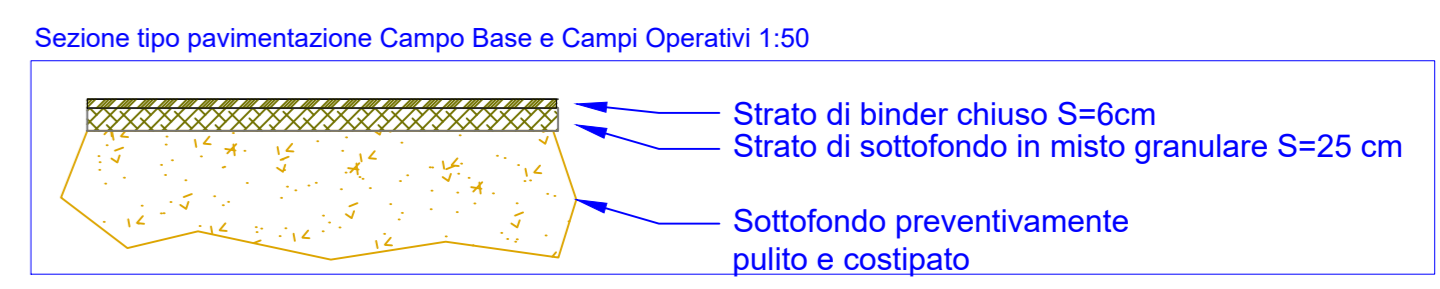 Sezione tipo pavimentazione Campo Base e Campi Operativi 1:50
Strato di binder chiuso S=6cm
Strato di sottofondo in misto granulare S=25 cm
Sottofondo preventivamente
pulito e costipato